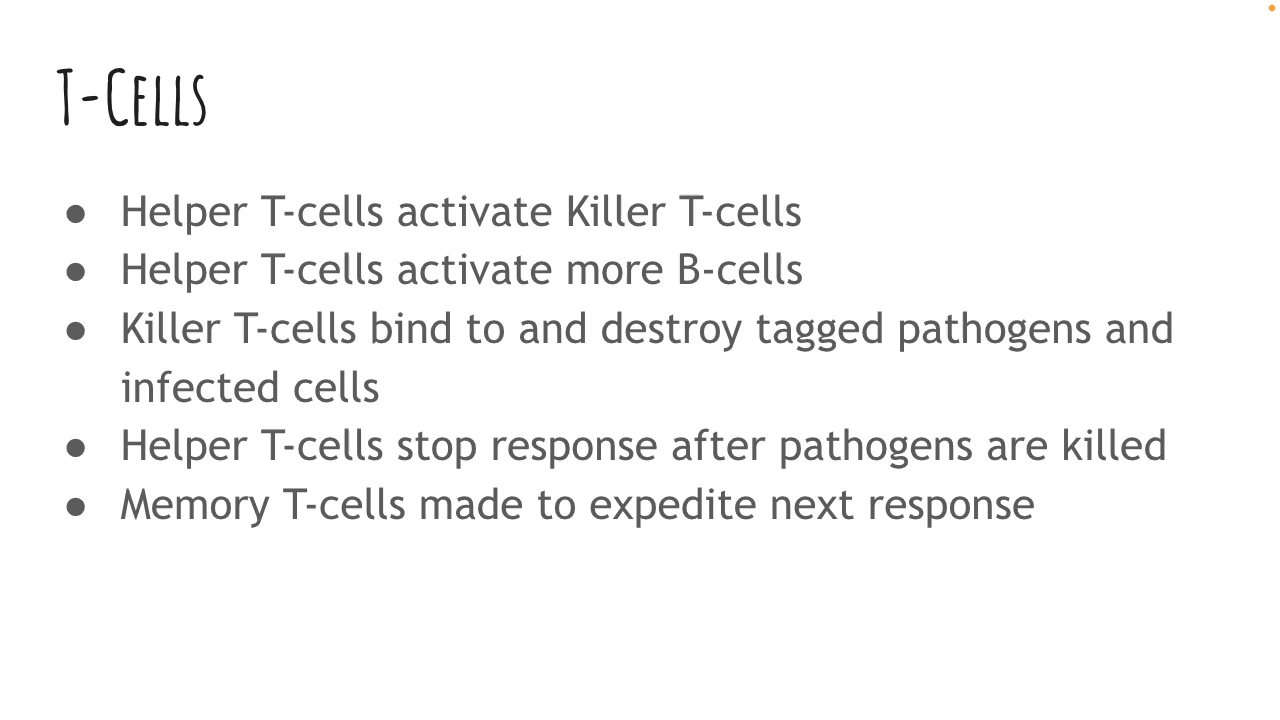 T-Cells
● Helper T-cells activate Killer T-cells
● Helper T-cells activate more B-cells
● Killer T-cells bind to and destroy tagged pathogens and
infected cells
● Helper T-cells stop response after pathogens are killed
● Memory T-cells made to expedite next response